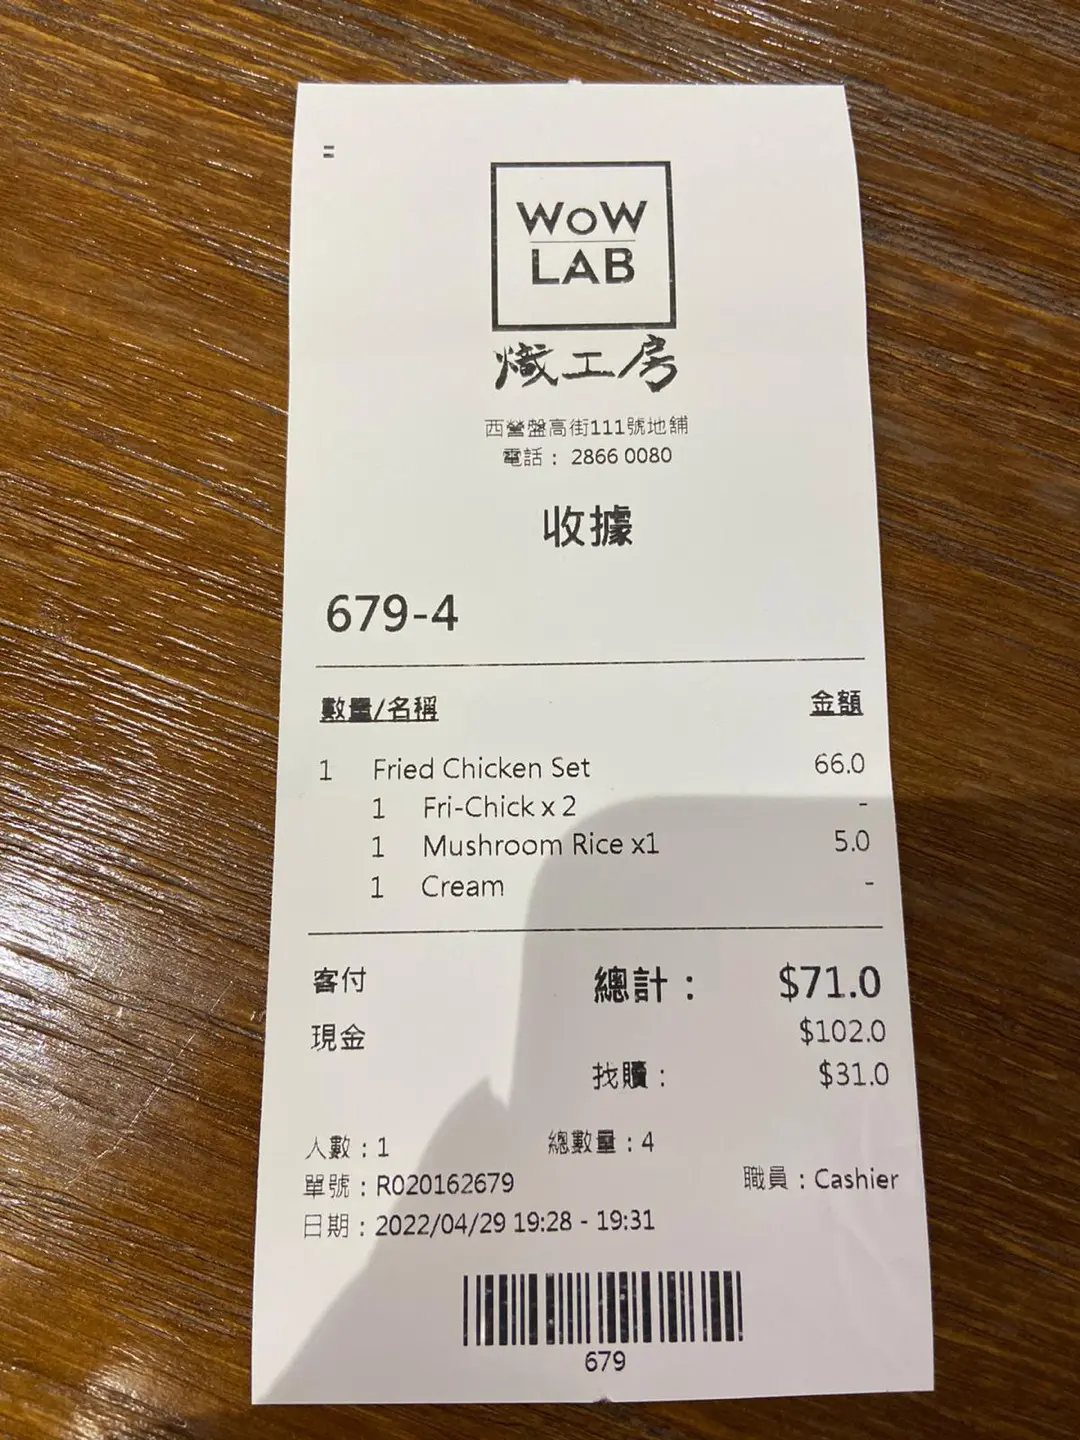 WOW
LAB
熾工房
西營盤高街111號地舖
電話： 2866 0080
收據
679-4
數量/名稱 金額
1 Fried Chicken Set 66.0
1 Fri-Chick x 2 -
1 Mushroom Rice x1 5.0
1 Cream -
客付 總計： $71.0
現金 $102.0
找贖： $31.0
人數：1 總數量：4
單號：R020162679 職員：Cashier
日期：2022/04/29 19:28 - 19:31
679